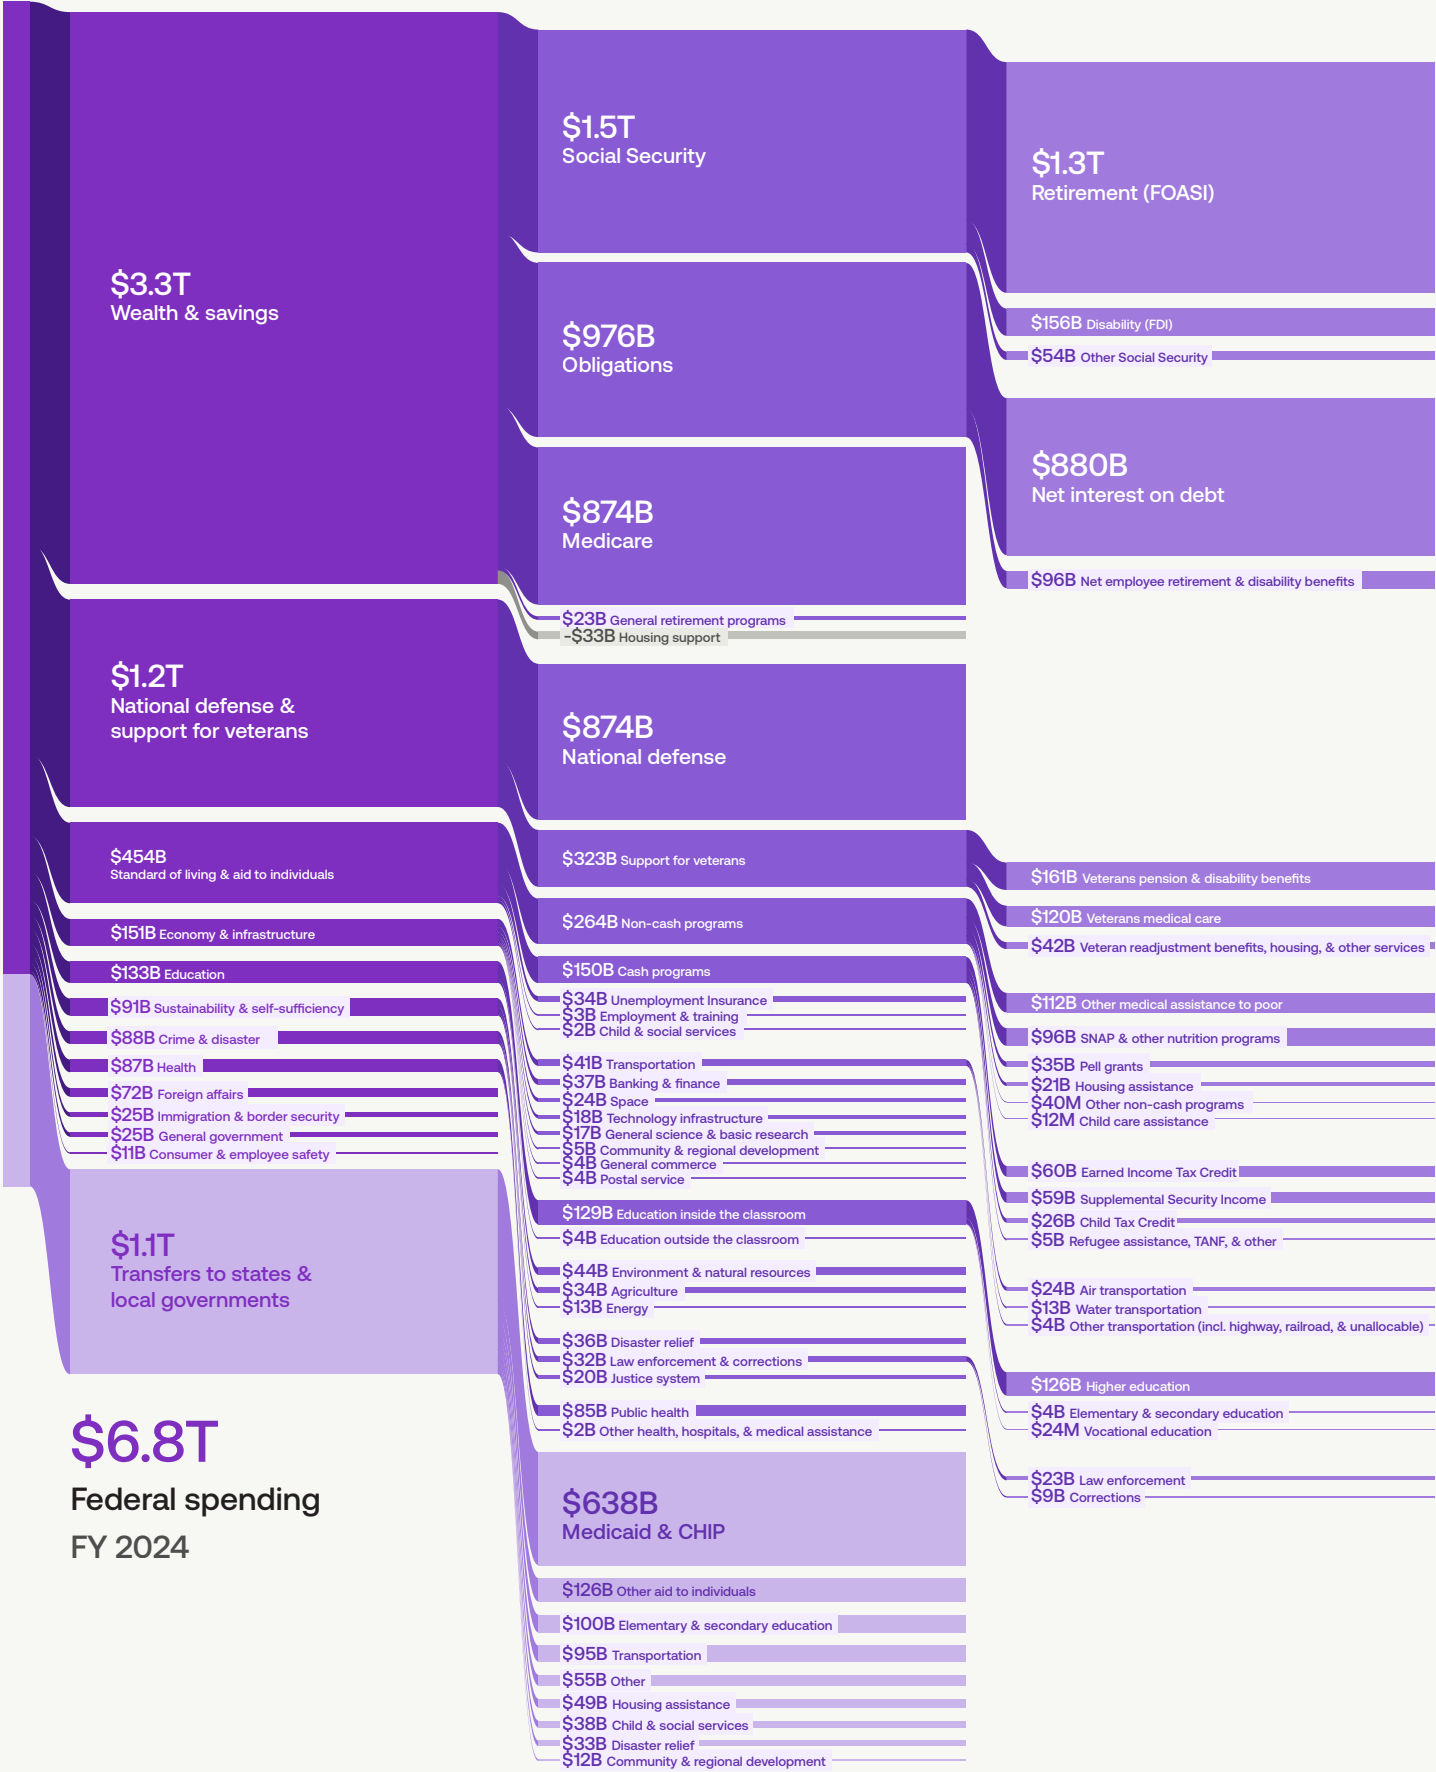 $3.3T
Wealth & savings
$1.2T
National defense &
support for veterans
$454B
Standard of living & aid to individuals
$151B Economy & infrastructure
$133B Education
$91B Sustainability & self-sufficiency
$88B Crime & disaster
$87B Health
$72B Foreign affairs
$25B Immigration & border security
$25B General government
$11B Consumer & employee safety
$1.1T
Transfers to states &
local governments
$6.8T
Federal spending
FY 2024
$1.5T
Social Security
$976B
Obligations
$874B
Medicare
$23B General retirement programs
-$33B Housing support
$874B
National defense
$323B Support for veterans
$264B Non-cash programs
$150B Cash programs
$34B Unemployment Insurance
$3B Employment & training
$2B Child & social services
$41B Transportation
$37B Banking & finance
$24B Space
$18B Technology infrastructure
$17B General science & basic research
$5B Community & regional development
$4B General commerce
$4B Postal service
$129B Education inside the classroom
$4B Education outside the classroom
$44B Environment & natural resources
$34B Agriculture
$13B Energy
$36B Disaster relief
$32B Law enforcement & corrections
$20B Justice system
$85B Public health
$2B Other health, hospitals, & medical assistance
$638B
Medicaid & CHIP
$126B Other aid to individuals
$100B Elementary & secondary education
$95B Transportation
$55B Other
$49B Housing assistance
$38B Child & social services
$33B Disaster relief
$12B Community & regional development
$1.3T
Retirement (FOASI)
$156B Disability (FDI)
$54B Other Social Security
$880B
Net interest on debt
$96B Net employee retirement & disability benefits
$161B Veterans pension & disability benefits
$120B Veterans medical care
$42B Veteran readjustment benefits, housing, & other services
$112B Other medical assistance to poor
$96B SNAP & other nutrition programs
$35B Pell grants
$21B Housing assistance
$40M Other non-cash programs
$12M Child care assistance
$60B Earned Income Tax Credit
$59B Supplemental Security Income
$26B Child Tax Credit
$5B Refugee assistance, TANF, & other
$24B Air transportation
$13B Water transportation
$4B Other transportation (incl. highway, railroad, & unallocable)
$126B Higher education
$4B Elementary & secondary education
$24M Vocational education
$23B Law enforcement
$9B Corrections